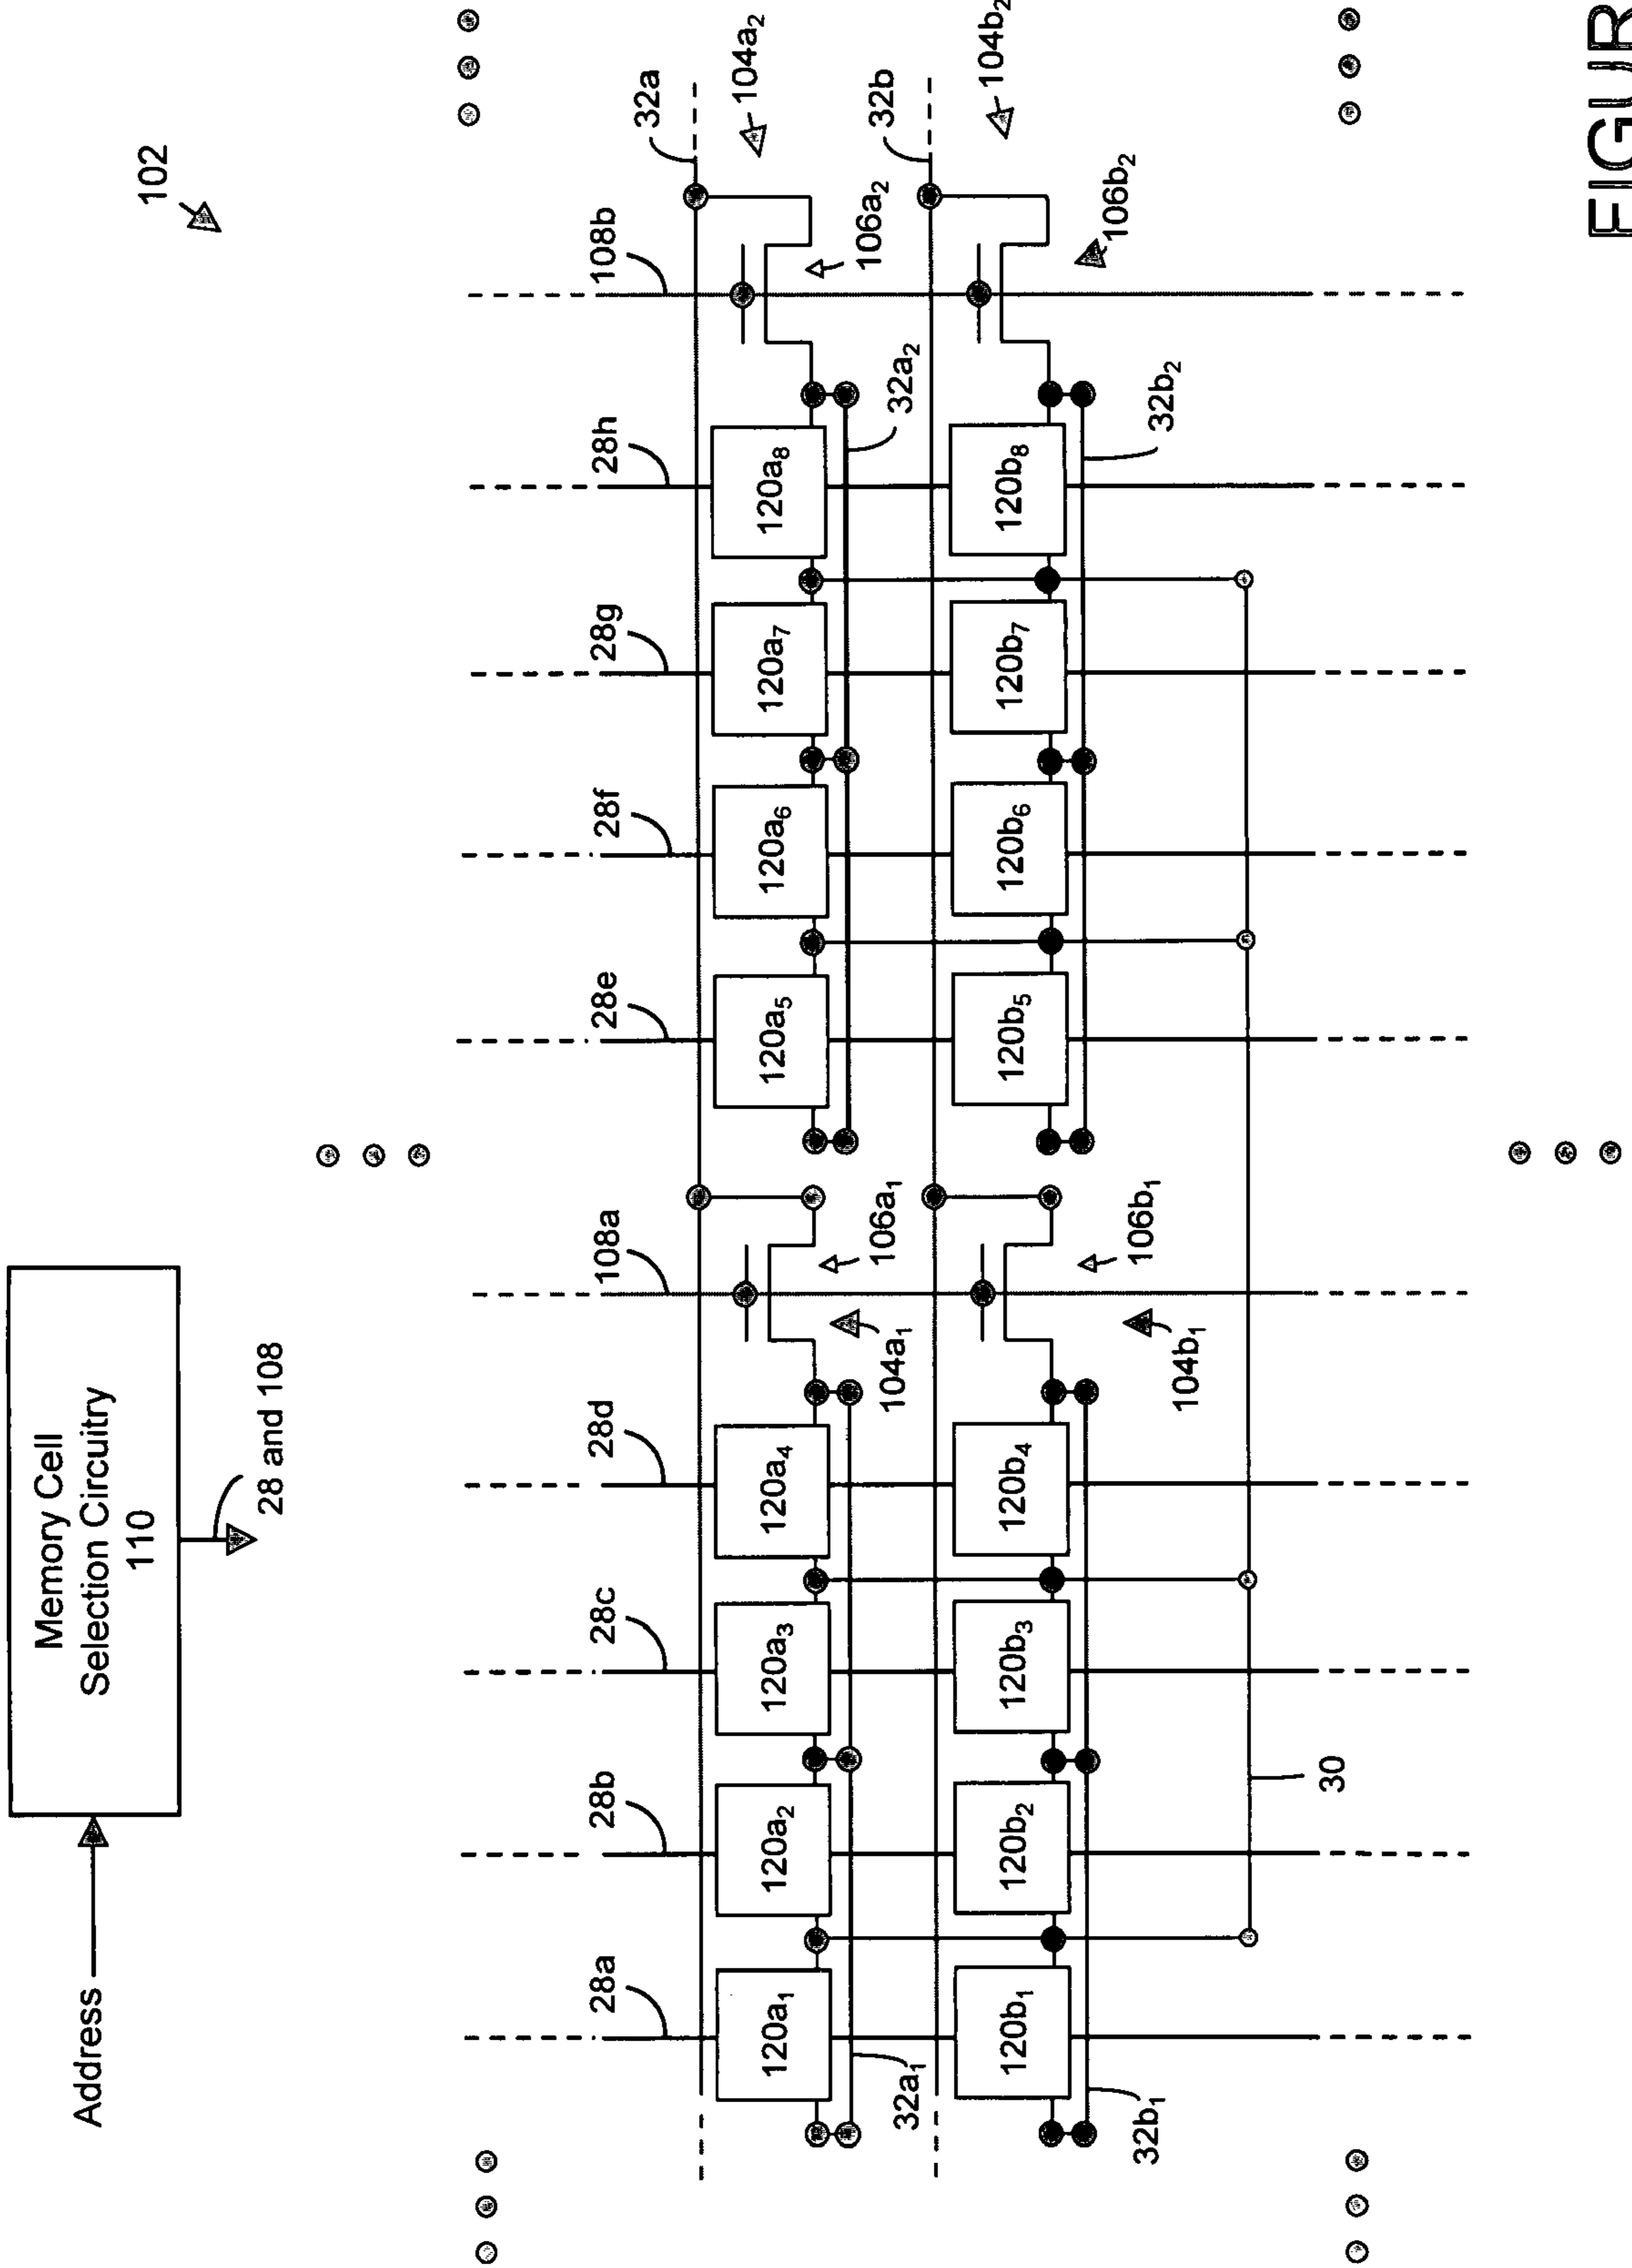 Memory Cell
Selection Circuitry
110
Address
28 and 108
102
28a
28b
28c
28d
108a
28e
28f
28g
28h
108b
32a
104a2
120a1
120a2
120a3
120a4
106a1
104a1
120a5
120a6
120a7
120a8
106a2
32a1
32a2
32b
104b2
120b1
120b2
120b3
120b4
106b1
104b1
120b5
120b6
120b7
120b8
106b2
32b1
32b2
30
FIGUR